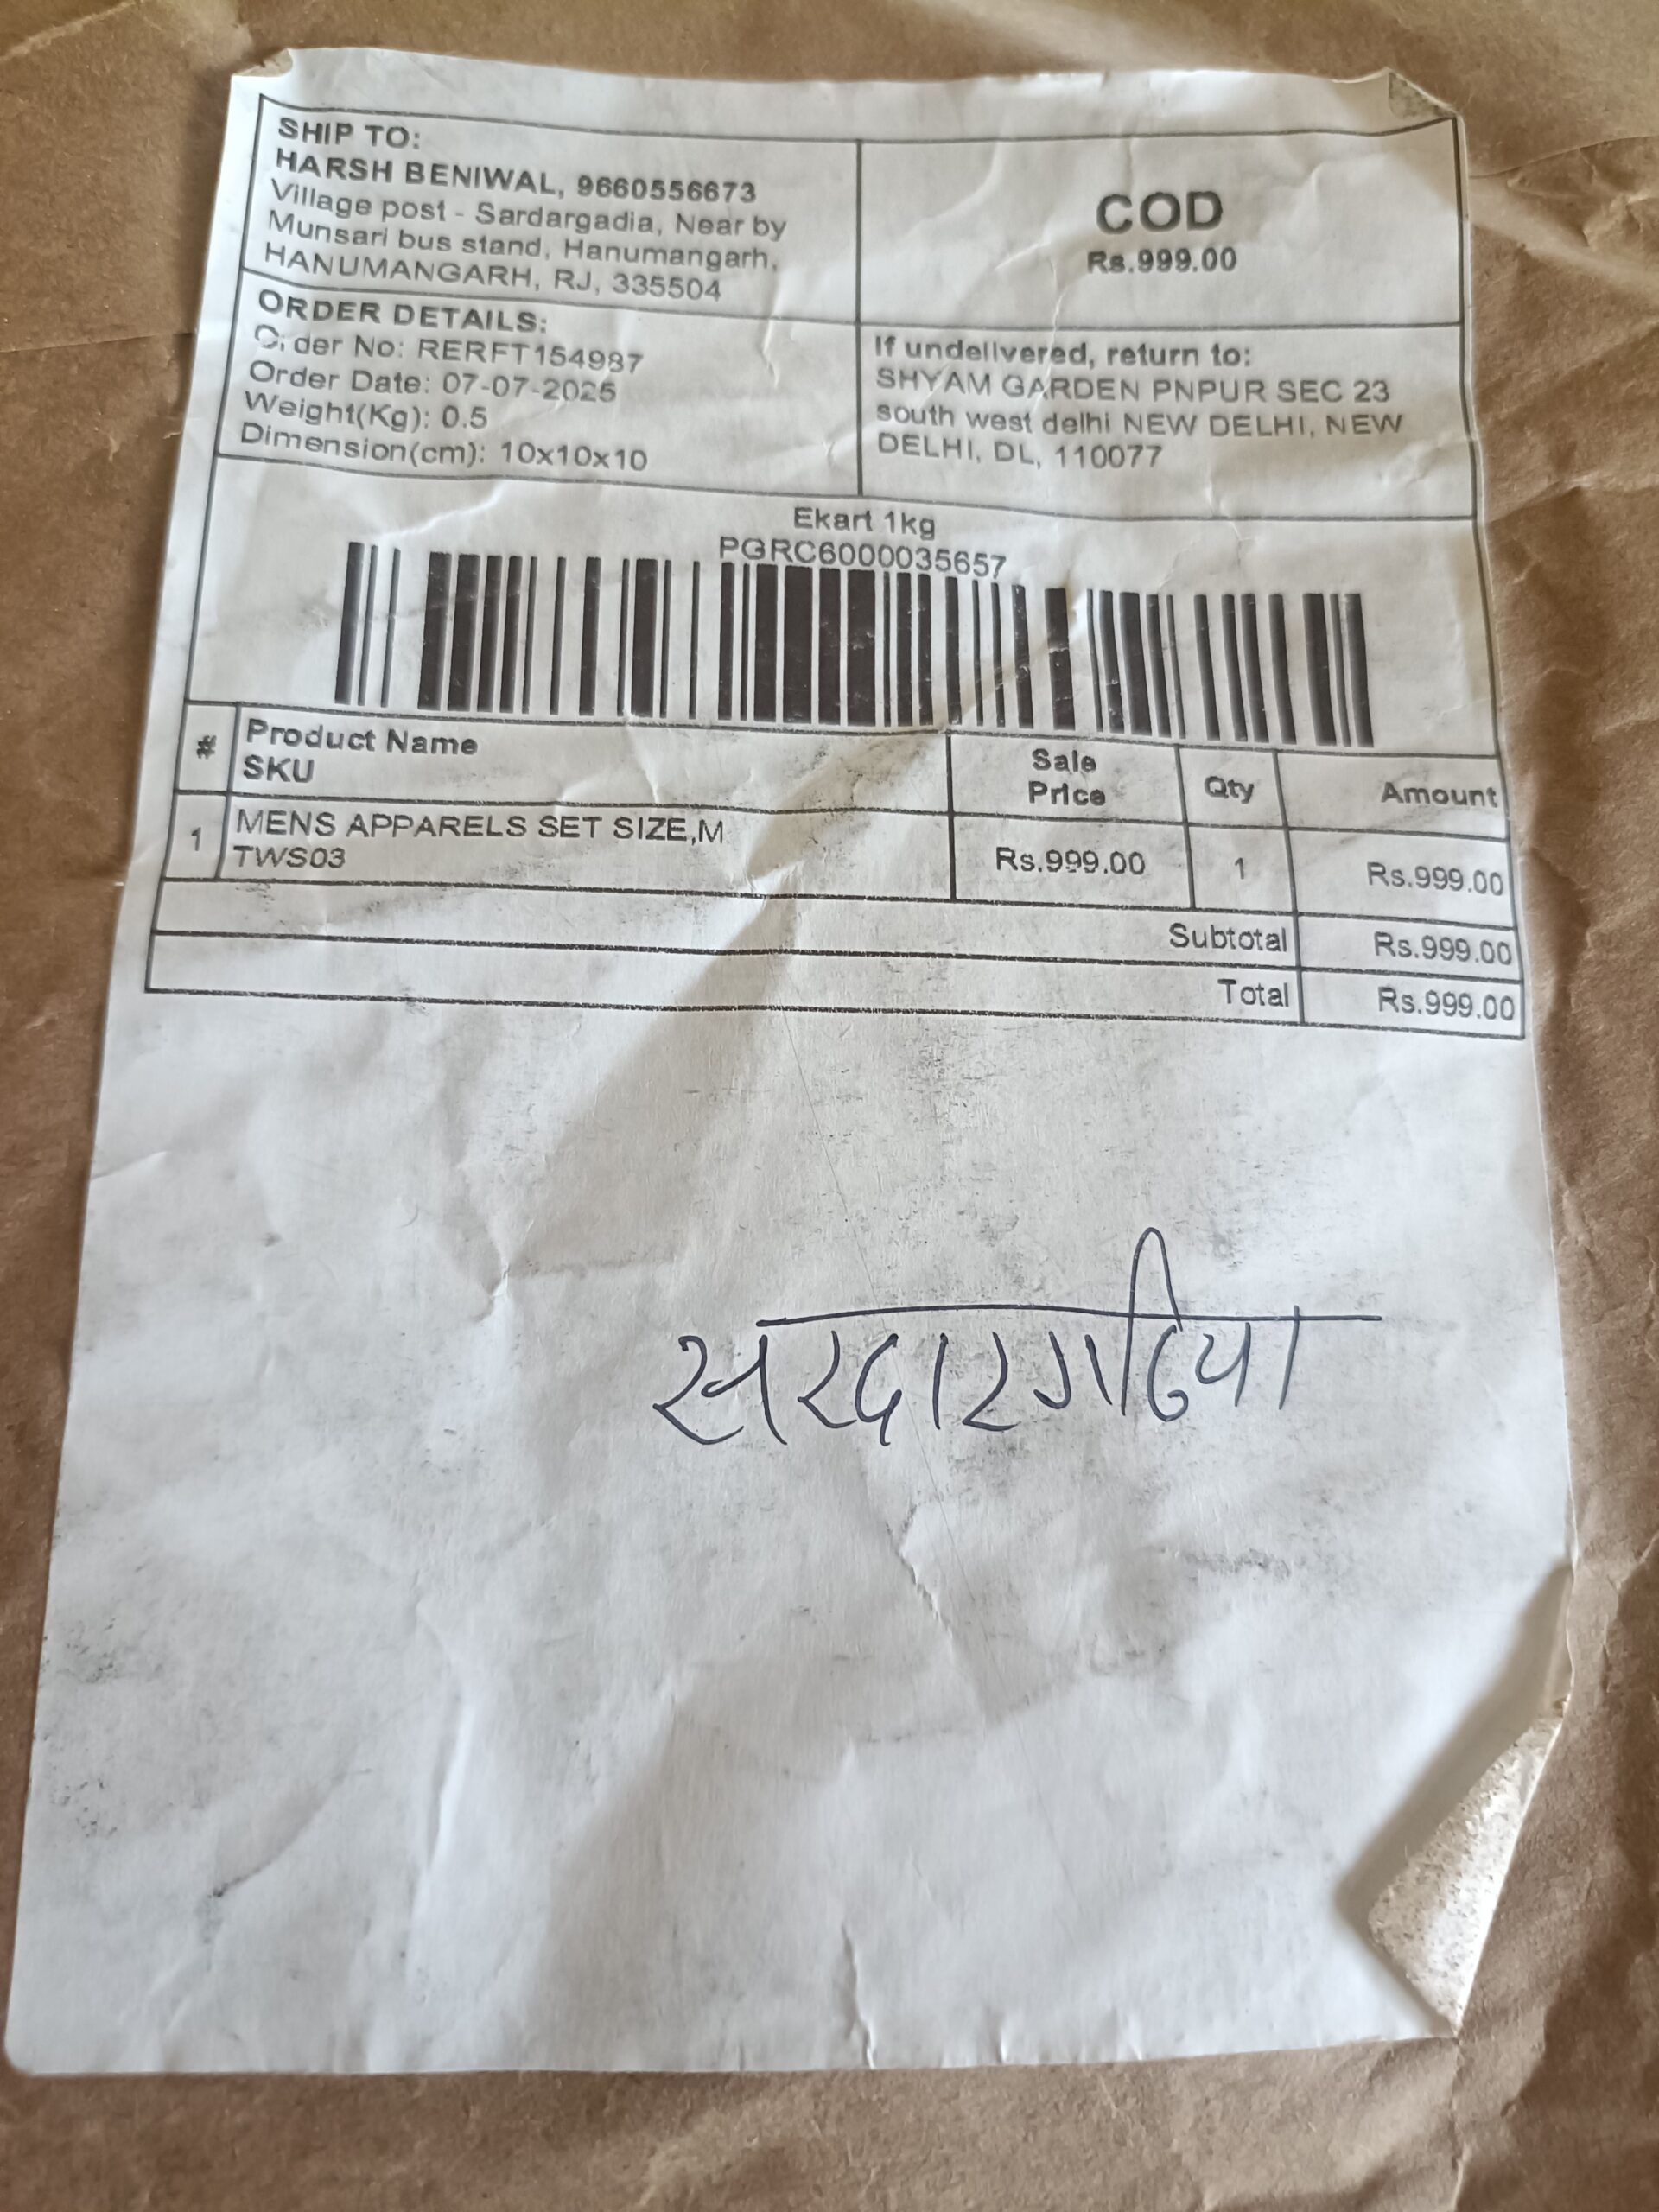 SHIP TO:
HARSH BENIWAL, 9660556673
Village post - Sardargadia, Near by
Munsari bus stand, Hanumangarh,
HANUMANGARH, RJ, 335504
COD
Rs.999.00
ORDER DETAILS:
Order No: RERFT154987
Order Date: 07-07-2025
Weight(Kg): 0.5
Dimension(cm): 10x10x10
If undelivered, return to:
SHYAM GARDEN PNPUR SEC 23
south west delhi NEW DELHI, NEW
DELHI, DL, 110077
Ekart 1kg
PGRC6000035657
# Product Name SKU Sale Price Qty Amount
1 MENS APPARELS SET SIZE,M Rs.999.00 1 Rs.999.00
TWS03
Subtotal Rs.999.00
Total Rs.999.00
सरदारगढिया